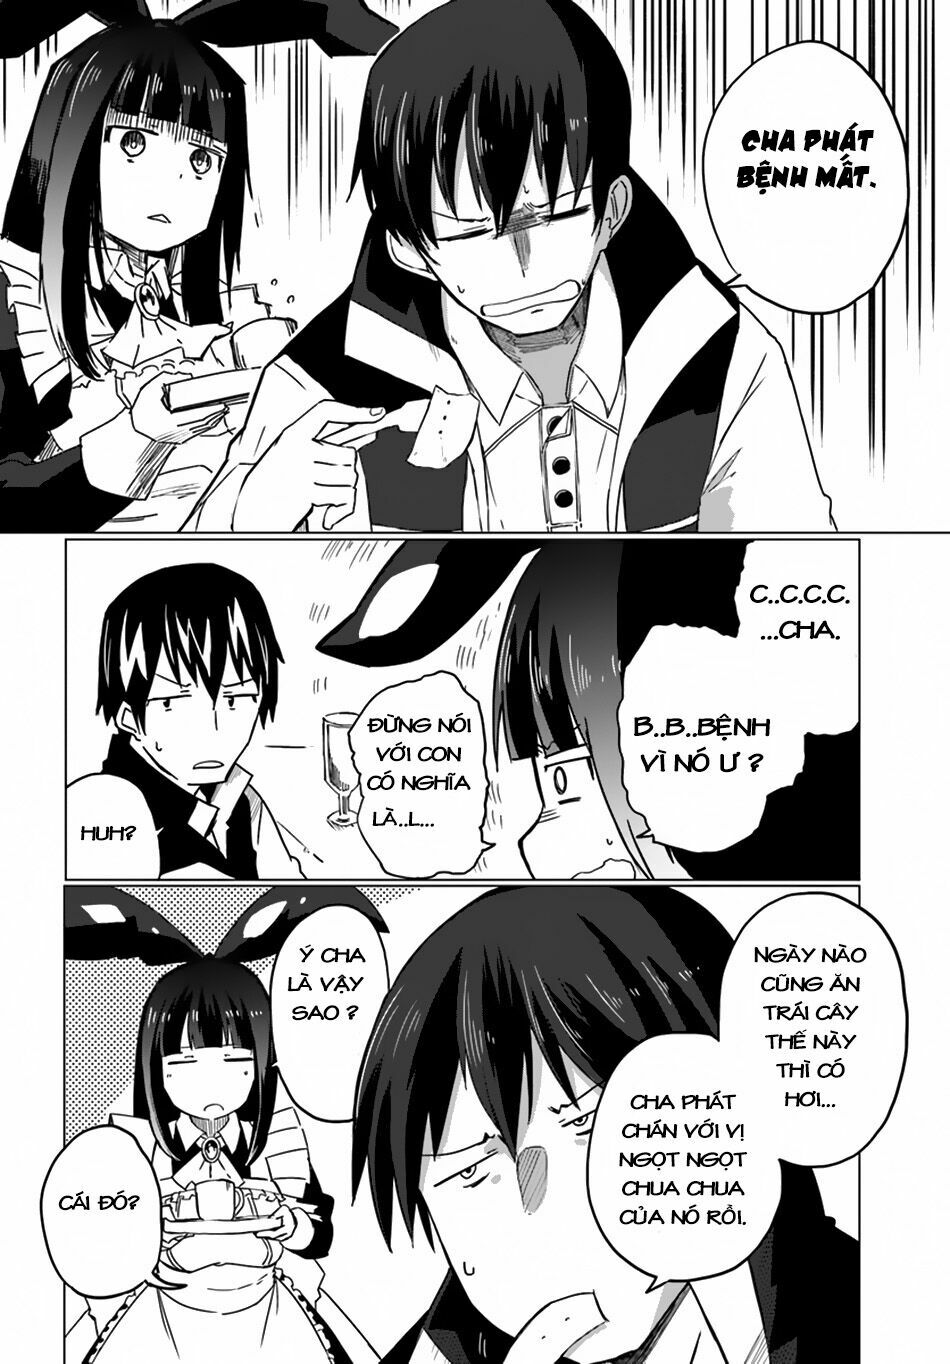 CHA PHÁT
BỆNH MẤT.
C..C.C.C.
...CHA.
B..B..BỆNH
VÌ NÓ Ư ?
ĐỪNG NÓI
VỚI CON
CÓ NGHĨA
LÀ..L...
HUH?
NGÀY NÀO
CŨNG ĂN
TRÁI CÂY
THẾ NÀY
THÌ CÓ
HƠI...
CHA PHÁT
CHÁN VỚI VỊ
NGỌT NGỌT
CHUA CHUA
CỦA NÓ RỒI.
Ý CHA
LÀ VẬY
SAO ?
CÁI ĐÓ?